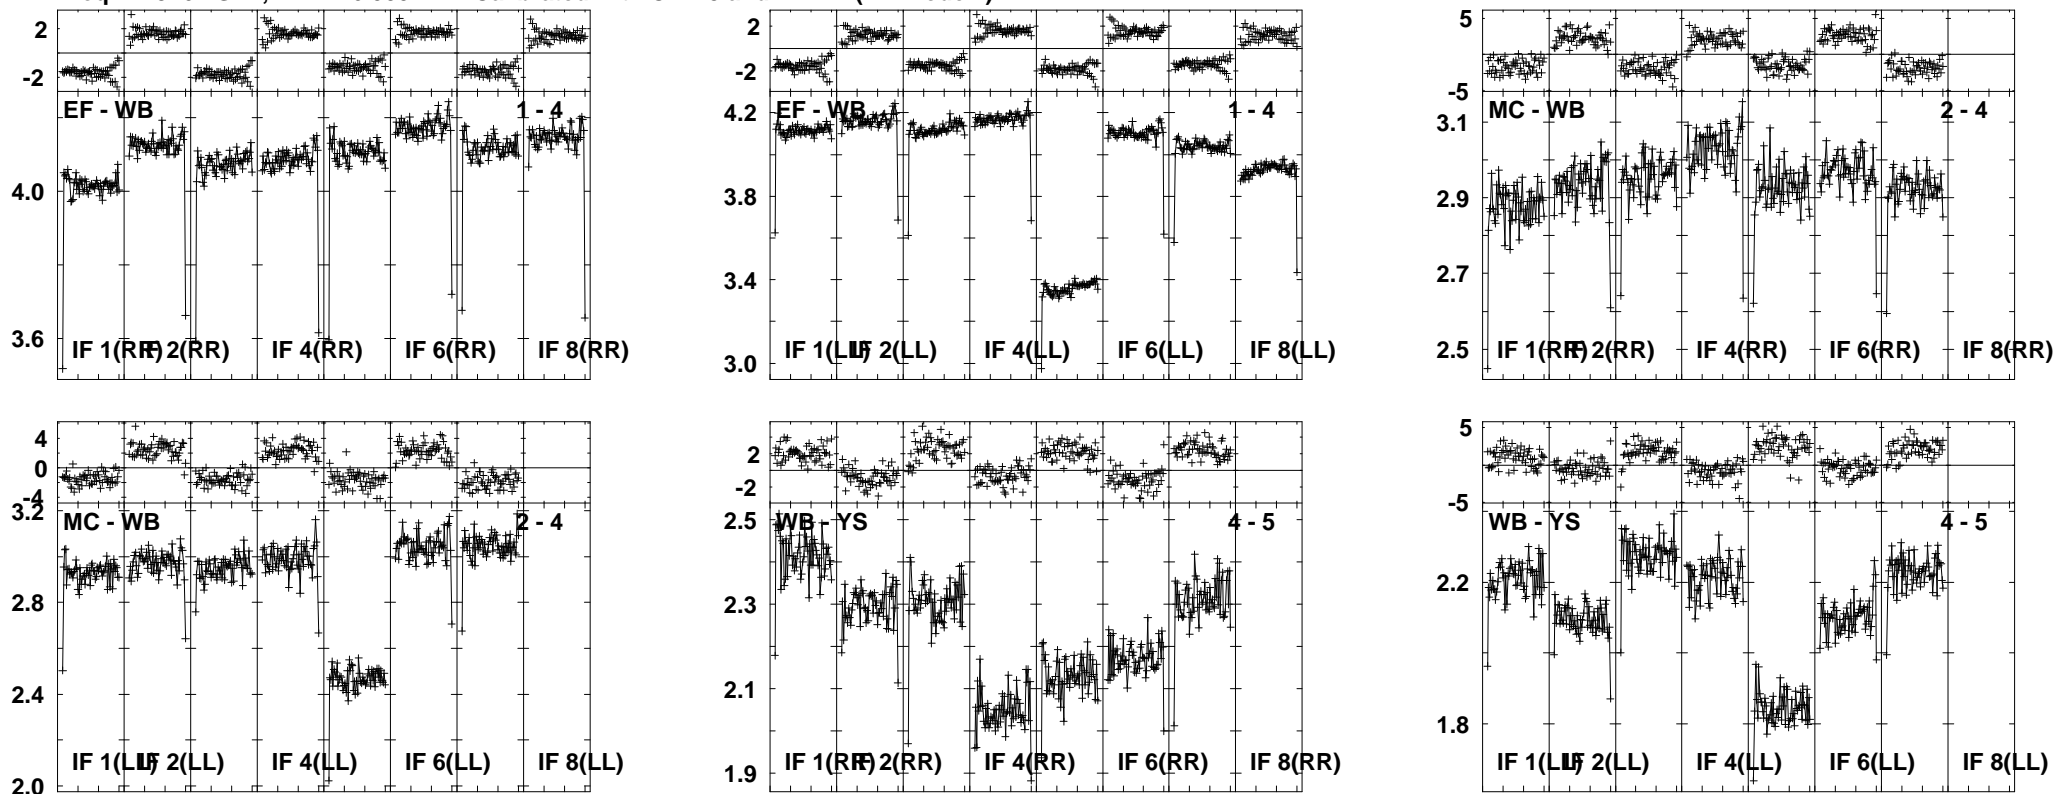 2
-2
EF - WB 1 - 4
4.0
3.6
IF 1(RR) IF 2(RR) IF 4(RR) IF 6(RR) IF 8(RR)
2
-2
EF - WB 1 - 4
4.2
3.8
3.4
3.0
IF 1(LL) IF 2(LL) IF 4(LL) IF 6(LL) IF 8(LL)
5
-5
MC - WB 2 - 4
3.1
2.9
2.7
2.5
IF 1(RR) IF 2(RR) IF 4(RR) IF 6(RR) IF 8(RR)
4
0
-4
3.2
MC - WB 2 - 4
2.8
2.4
2.0
IF 1(LL) IF 2(LL) IF 4(LL) IF 6(LL) IF 8(LL)
2
-2
2.5
WB - YS 4 - 5
2.3
2.1
1.9
IF 1(RR) IF 2(RR) IF 4(RR) IF 6(RR) IF 8(RR)
5
-5
WB - YS 4 - 5
2.2
1.8
IF 1(LL) IF 2(LL) IF 4(LL) IF 6(LL) IF 8(LL)